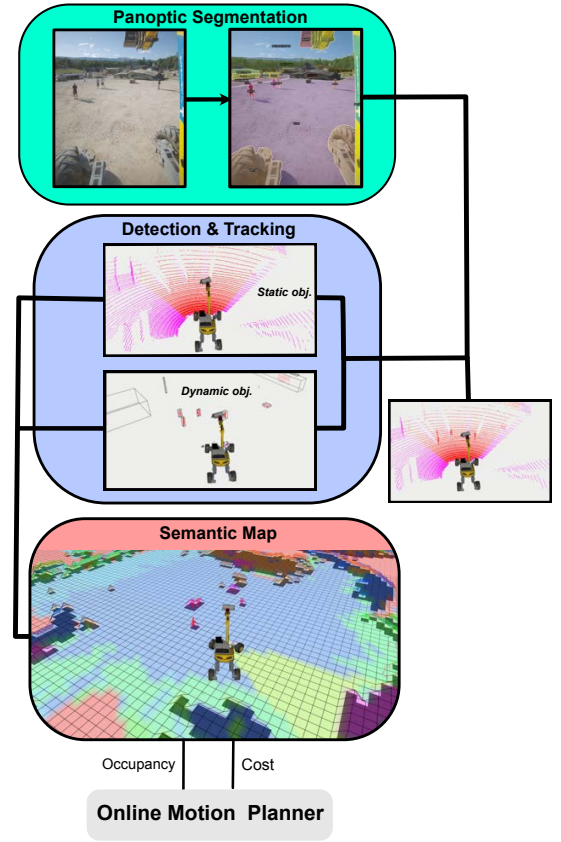 Panoptic Segmentation
Detection & Tracking
Static obj.
Dynamic obj.
Semantic Map
Occupancy
Cost
Online Motion Planner